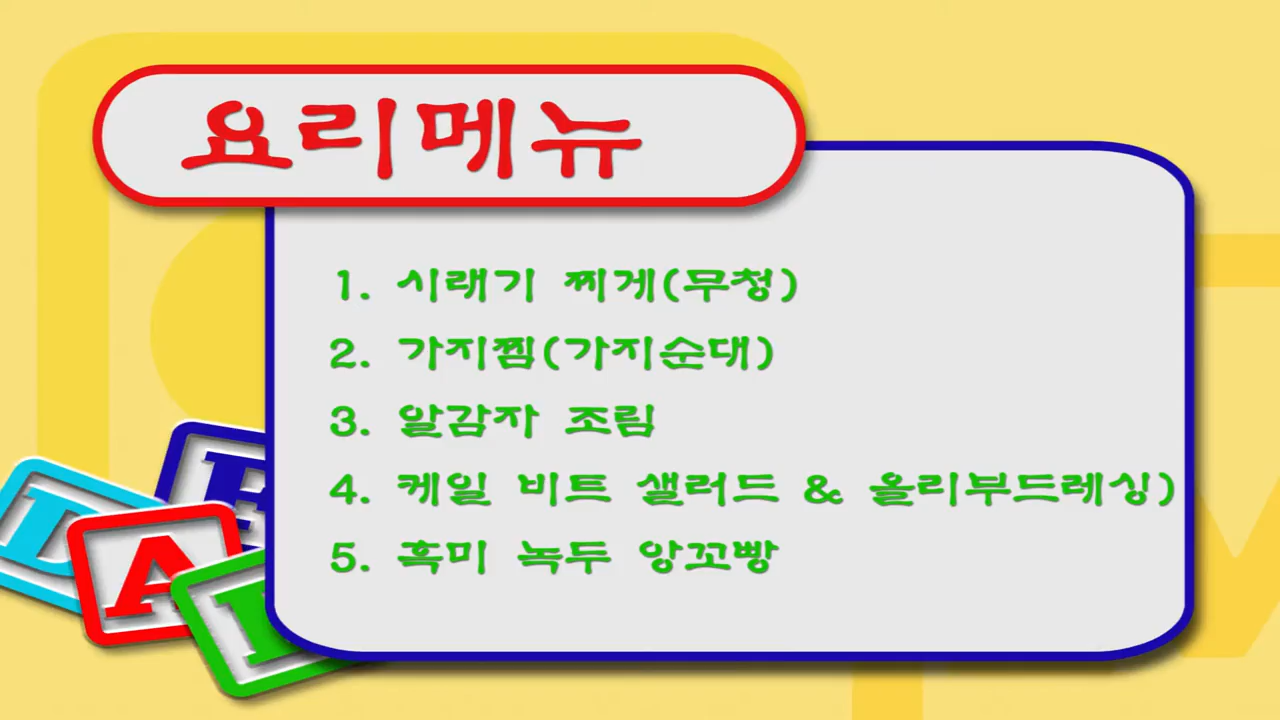 요리메뉴
1. 시래기 찌게(무청)
2. 가지찜(가지순대)
3. 알감자 조림
4. 케일 비트 샐러드 & 올리부드레싱)
5. 흑미 녹두 앙꼬빵
A